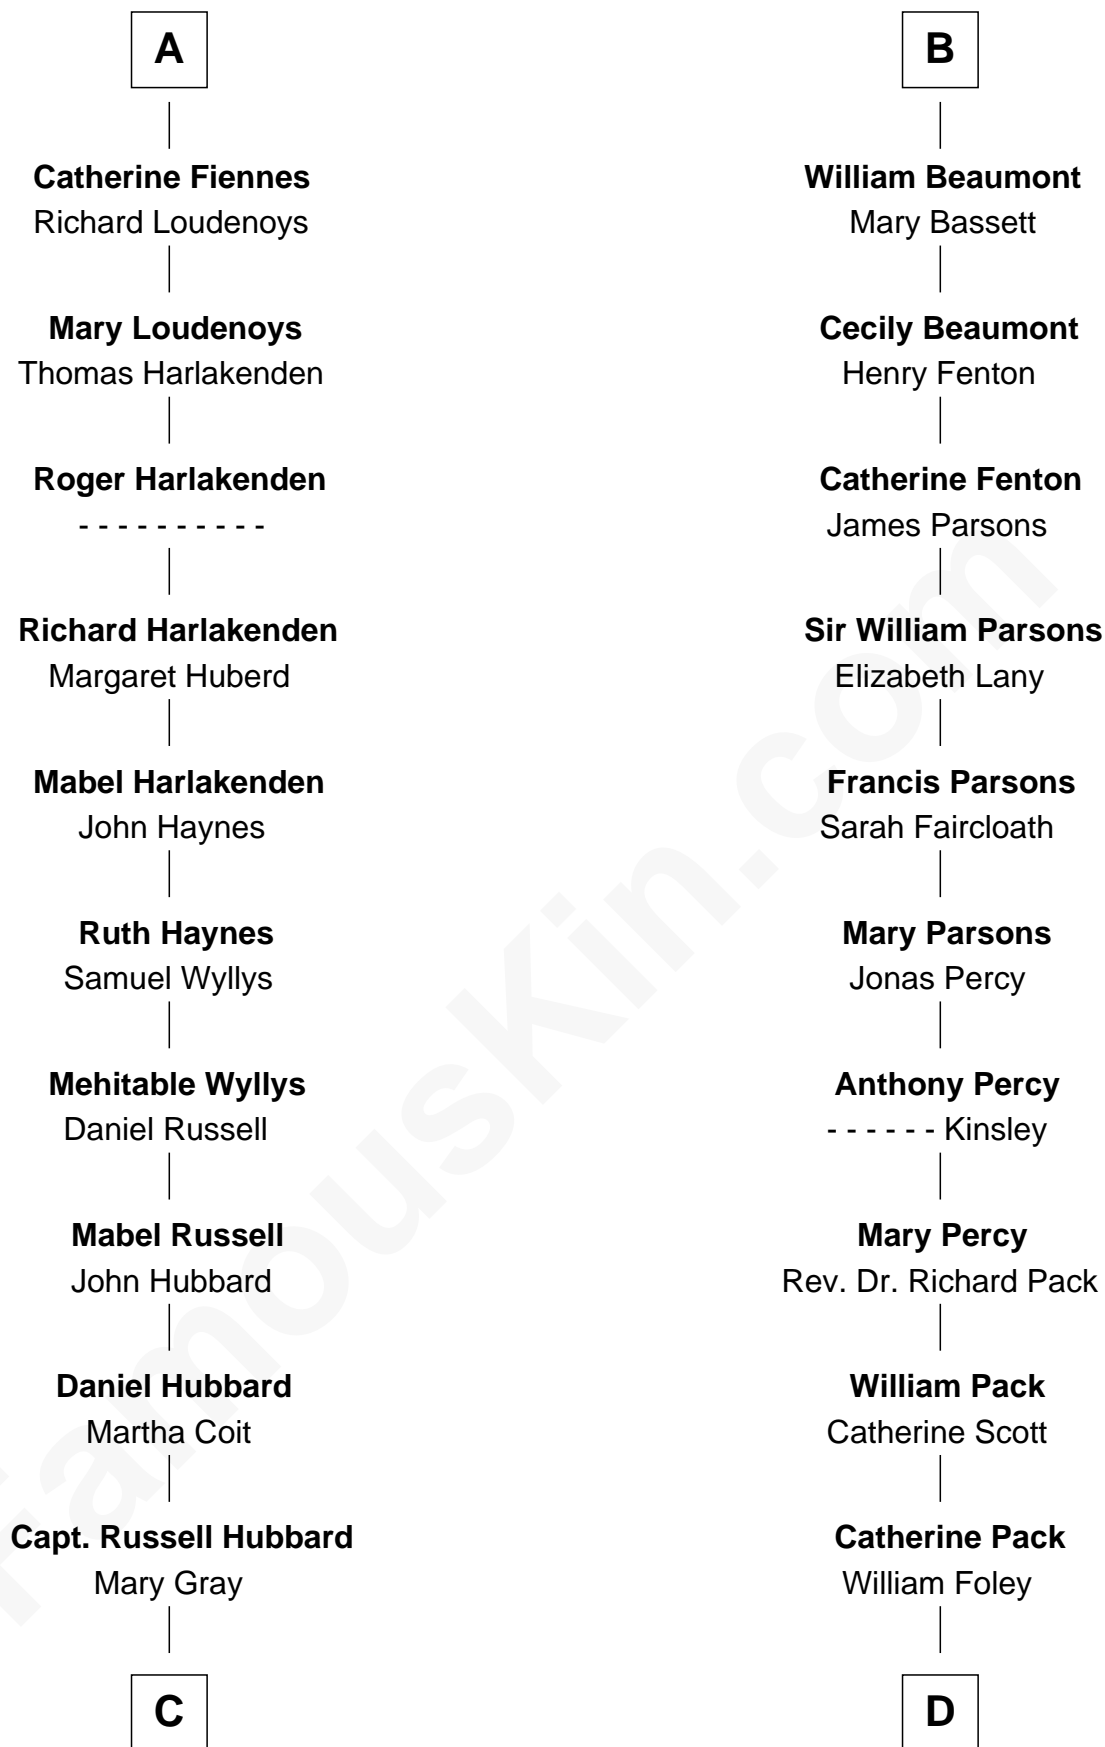 A
Catherine Fiennes
Richard Loudenoys
Mary Loudenoys
Thomas Harlakenden
Roger Harlakenden
- - - - - - - - - -
Richard Harlakenden
Margaret Huberd
Mabel Harlakenden
John Haynes
Ruth Haynes
Samuel Wyllys
Mehitable Wyllys
Daniel Russell
Mabel Russell
John Hubbard
Daniel Hubbard
Martha Coit
Capt. Russell Hubbard
Mary Gray
C
B
William Beaumont
Mary Bassett
Cecily Beaumont
Henry Fenton
Catherine Fenton
James Parsons
Sir William Parsons
Elizabeth Lany
Francis Parsons
Sarah Faircloath
Mary Parsons
Jonas Percy
Anthony Percy
- - - - - - Kinsley
Mary Percy
Rev. Dr. Richard Pack
William Pack
Catherine Scott
Catherine Pack
William Foley
D
FamousKin.com